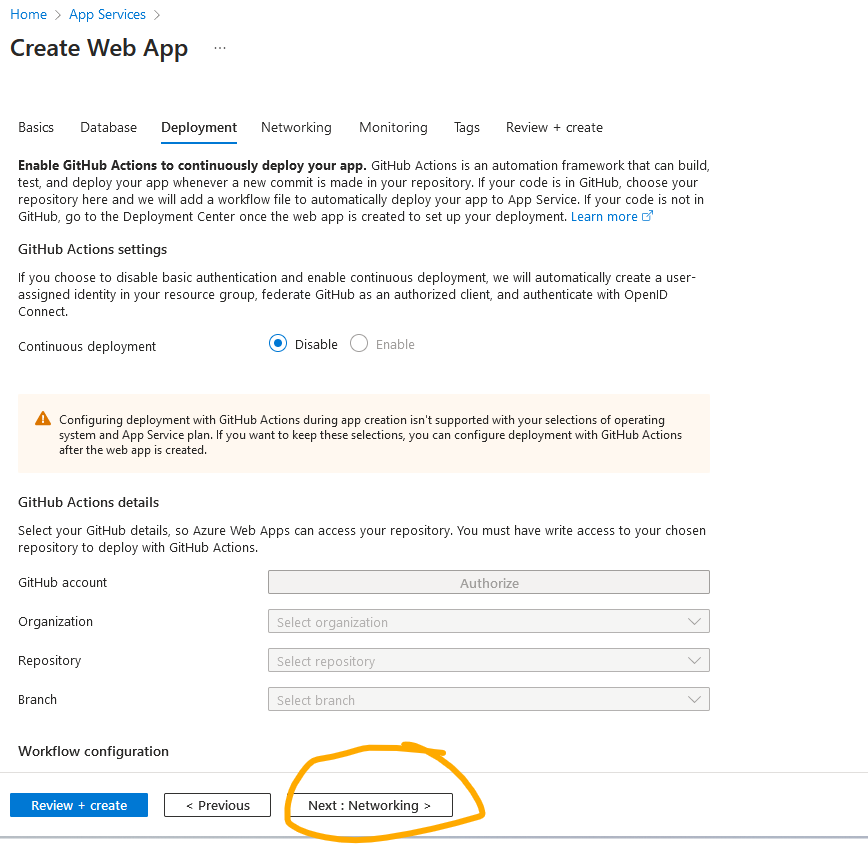 Home > App Services >
Create Web App ...
Basics Database Deployment Networking Monitoring Tags Review + create
Enable GitHub Actions to continuously deploy your app. GitHub Actions is an automation framework that can build,
test, and deploy your app whenever a new commit is made in your repository. If your code is in GitHub, choose your
repository here and we will add a workflow file to automatically deploy your app to App Service. If your code is not in
GitHub, go to the Deployment Center once the web app is created to set up your deployment. Learn more
GitHub Actions settings
If you choose to disable basic authentication and enable continuous deployment, we will automatically create a user-
assigned identity in your resource group, federate GitHub as an authorized client, and authenticate with OpenID
Connect.
Continuous deployment Disable Enable
Configuring deployment with GitHub Actions during app creation isn't supported with your selections of operating
system and App Service plan. If you want to keep these selections, you can configure deployment with GitHub Actions
after the web app is created.
GitHub Actions details
Select your GitHub details, so Azure Web Apps can access your repository. You must have write access to your chosen
repository to deploy with GitHub Actions.
GitHub account Authorize
Organization Select organization
Repository Select repository
Branch Select branch
Workflow configuration
Review + create < Previous Next : Networking >